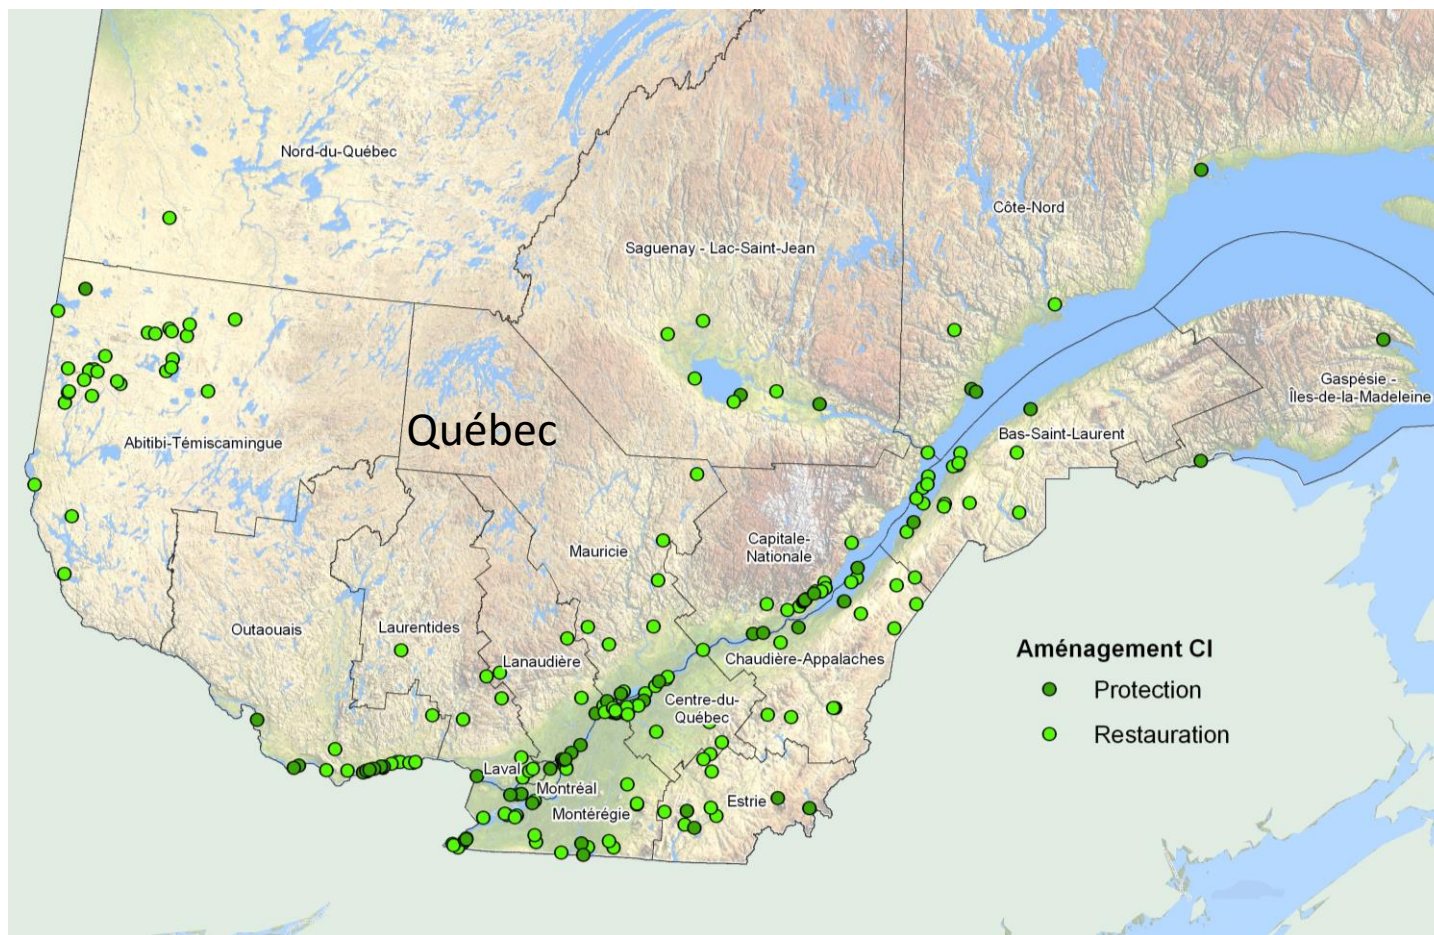 Nord-du-Québec
Côte-Nord
Saguenay - Lac-Saint-Jean
Gaspésie -
Îles-de-la-Madeleine
Québec
Bas-Saint-Laurent
Abitibi-Témiscamingue
Capitale-
Nationale
Mauricie
Outaouais
Laurentides
Lanaudière
Chaudière-Appalaches
Aménagement CI
Protection
Restauration
Centre-du-
Québec
Laval
Montréal
Estrie
Montérégie